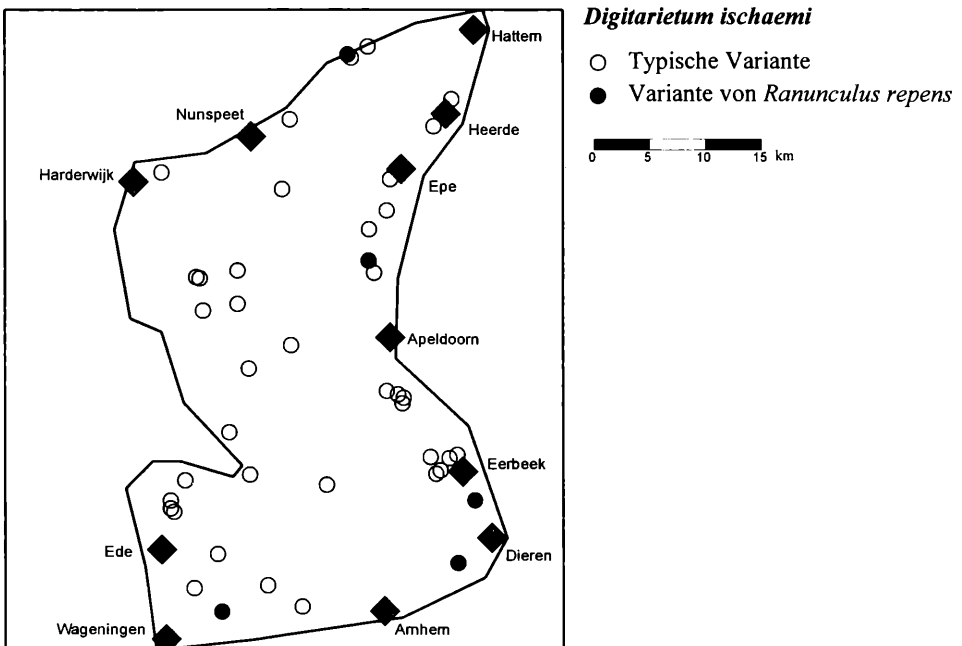 Digitarietum ischaemi
Typische Variante
Variante von Ranunculus repens
0 5 10 15 km
Hattem
Nunspeet
Heerde
Harderwijk
Epe
Apeldoorn
Eerbeek
Ede
Dieren
Wageningen
Arnhem